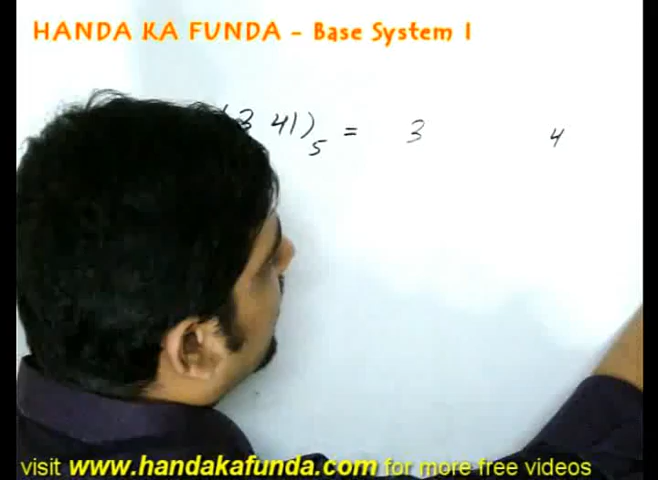 HANDA KA FUNDA - Base System 1
(3 41)₅ = 3 4
visit www.handakafunda.com for more free videos